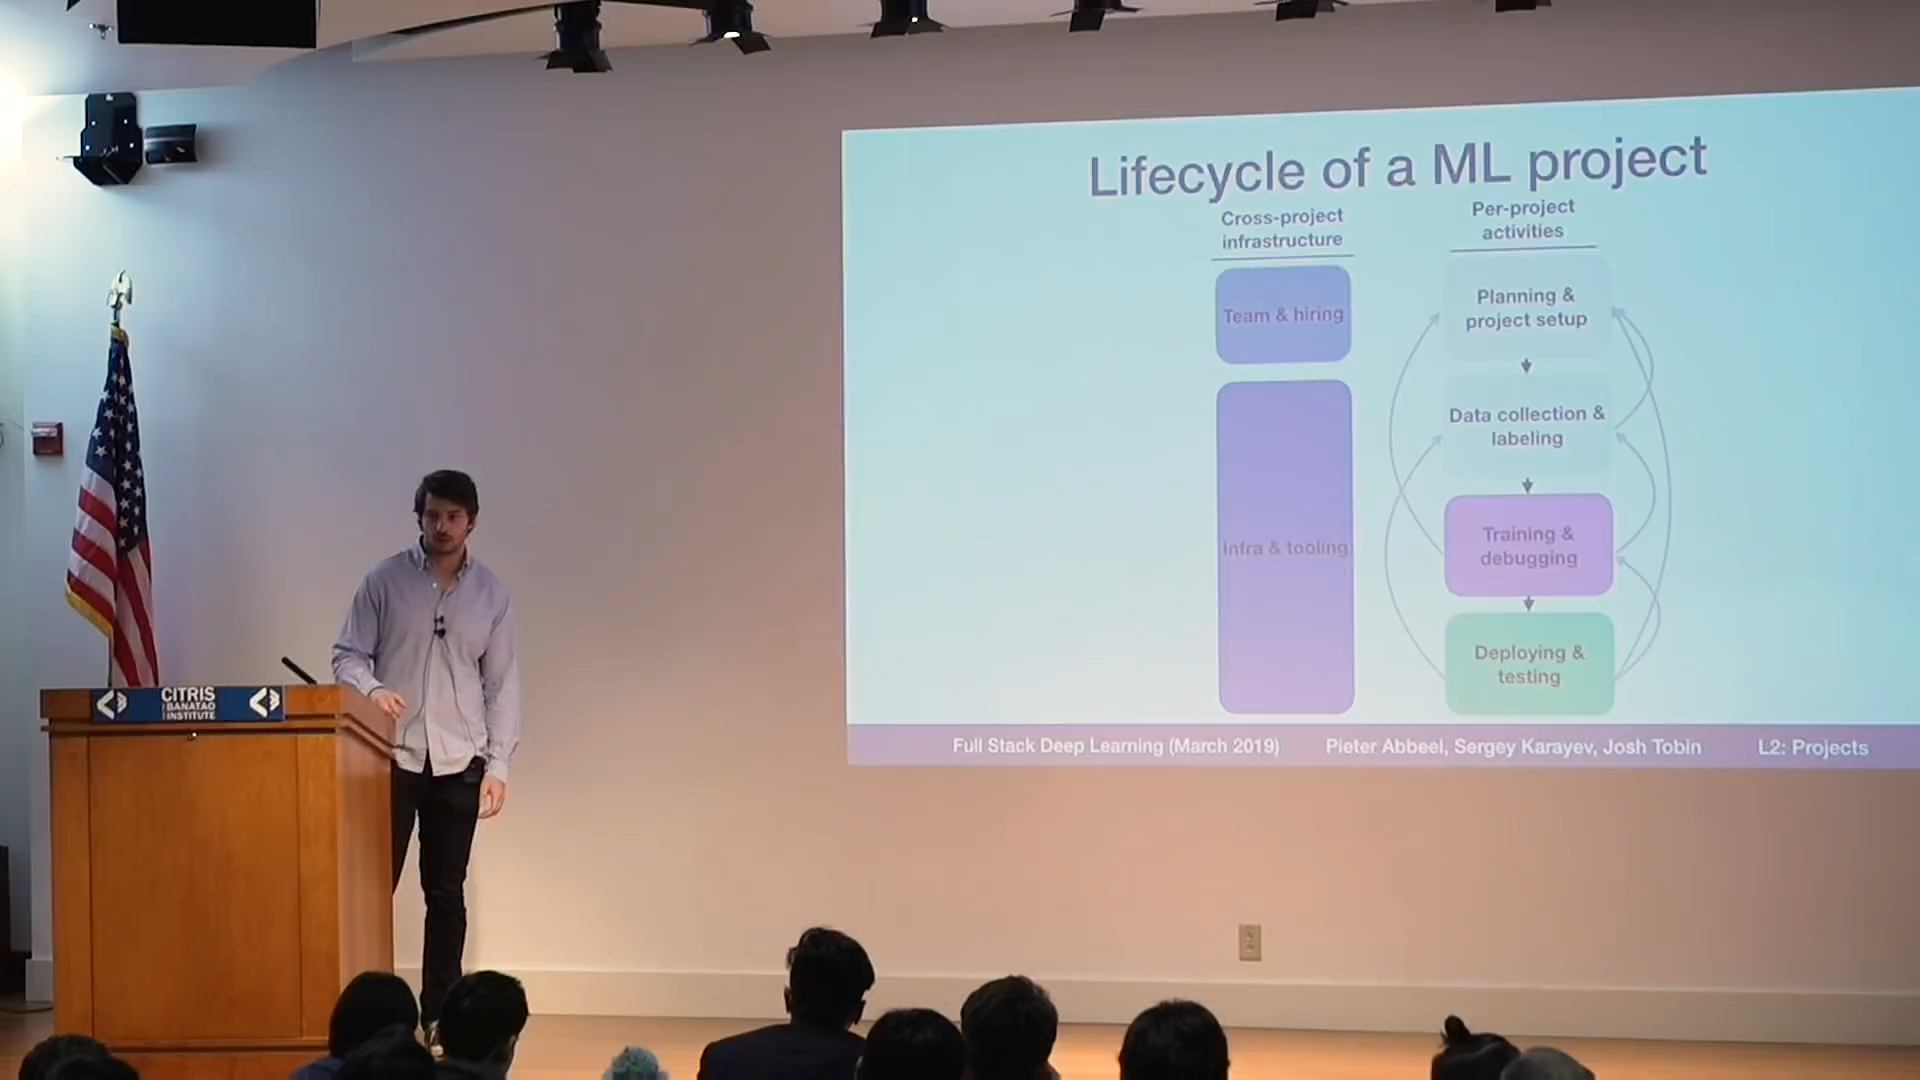 Lifecycle of a ML project
Cross-project
infrastructure
Team & hiring
Infra & tooling
Per-project
activities
Planning &
project setup
Data collection &
labeling
Training &
debugging
Deploying &
testing
Full Stack Deep Learning (March 2019) Pieter Abbeel, Sergey Karayev, Josh Tobin L2: Projects
CITRIS
BANATAO
INSTITUTE